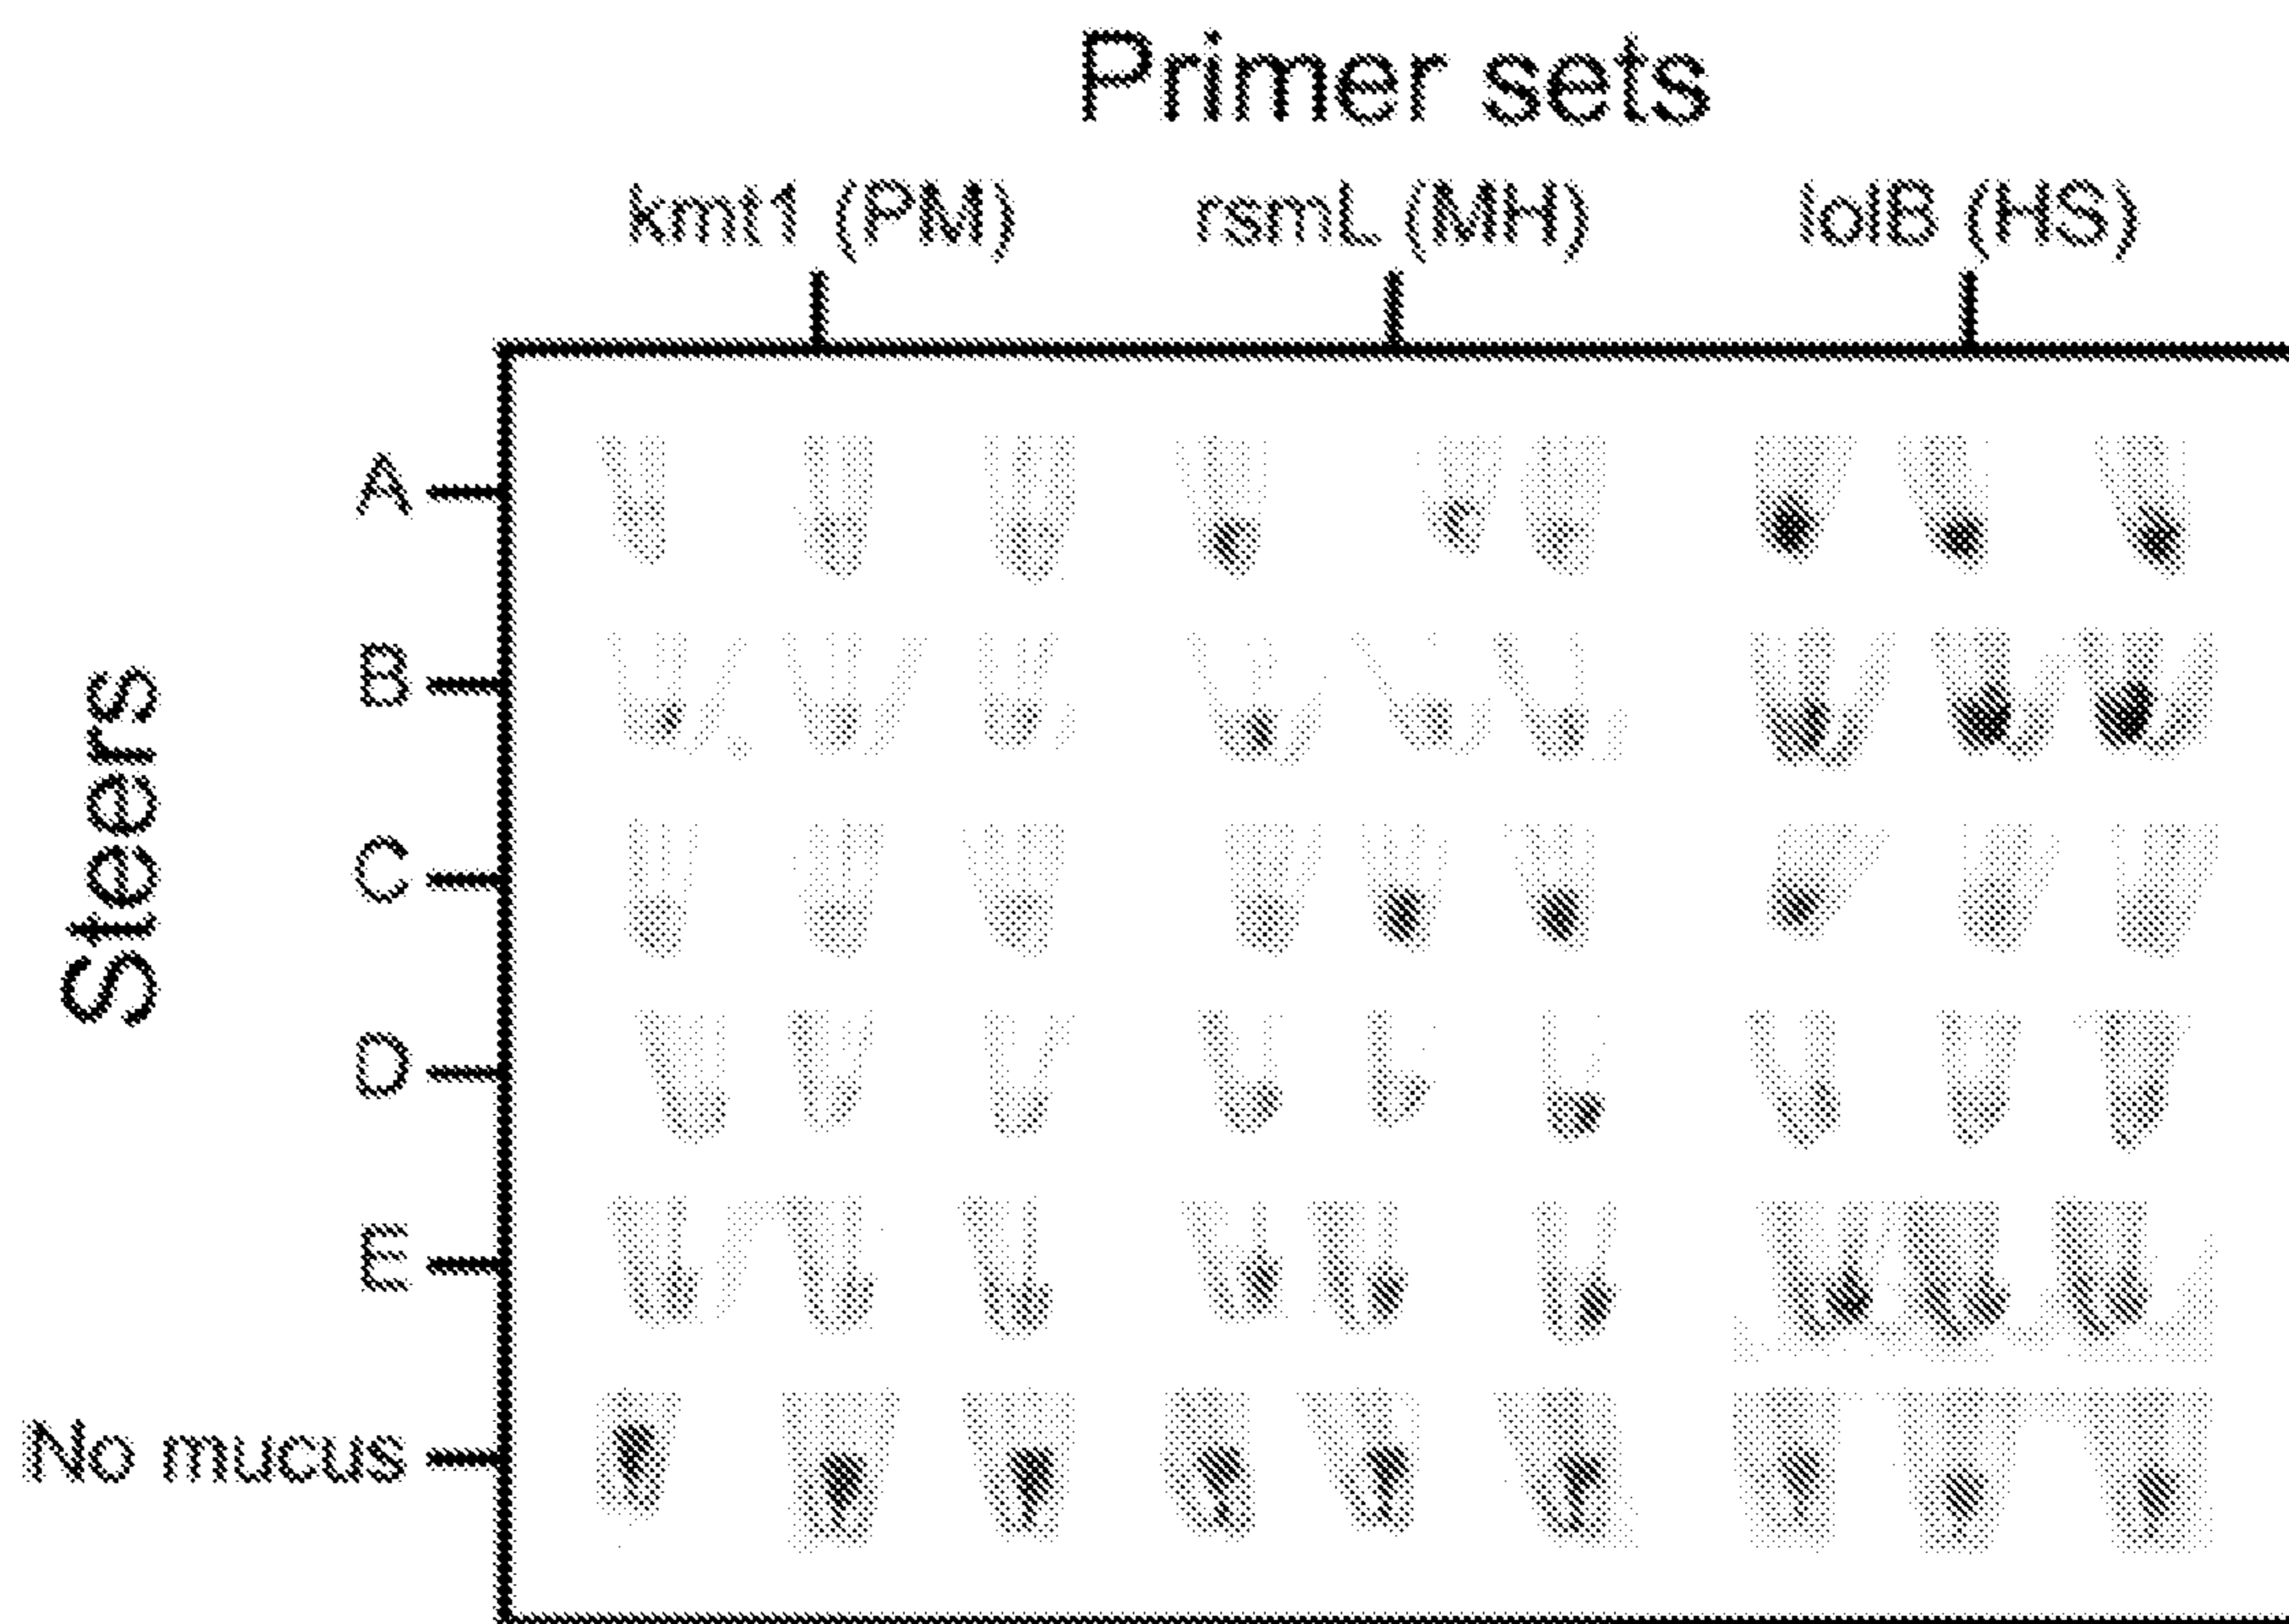 Primer sets
kmt1 (PM) rsmL (MH) lolB (HS)
Steers
A
B
C
D
E
No mucus